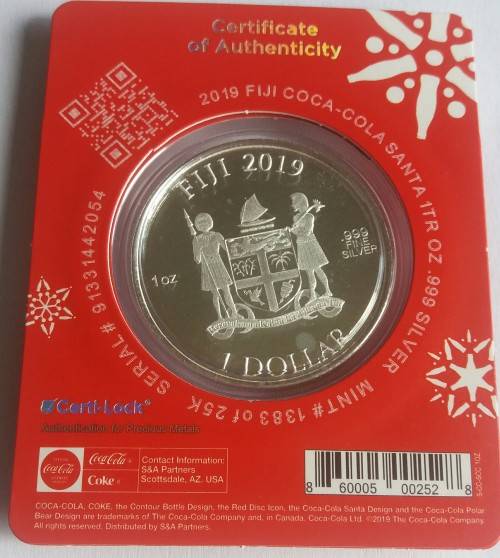 Certificate
of Authenticity
2019 FIJI COCA-COLA SANTA 1TR OZ .999 SILVER
MINT# 1383 of 25K
SERIAL# 91331442054
FIJI 2019
1 oz
.999
FINE
SILVER
1 DOLLAR
Certi-Lock®
Authentication for Precious Metals
Coca-Cola
Coca-Cola
Coke
Contact Information:
S&A Partners
Scottsdale, AZ. USA
8 60005 00252 8
COCA-COLA, COKE, the Contour Bottle Design, the Red Disc Icon, the Coca-Cola Santa Design and the Coca-Cola Polar
Bear Design are trademarks of The Coca-Cola Company and, in Canada, Coca-Cola Ltd. ©2019 The Coca-Cola Company.
All rights reserved. Distributed by S&A Partners.